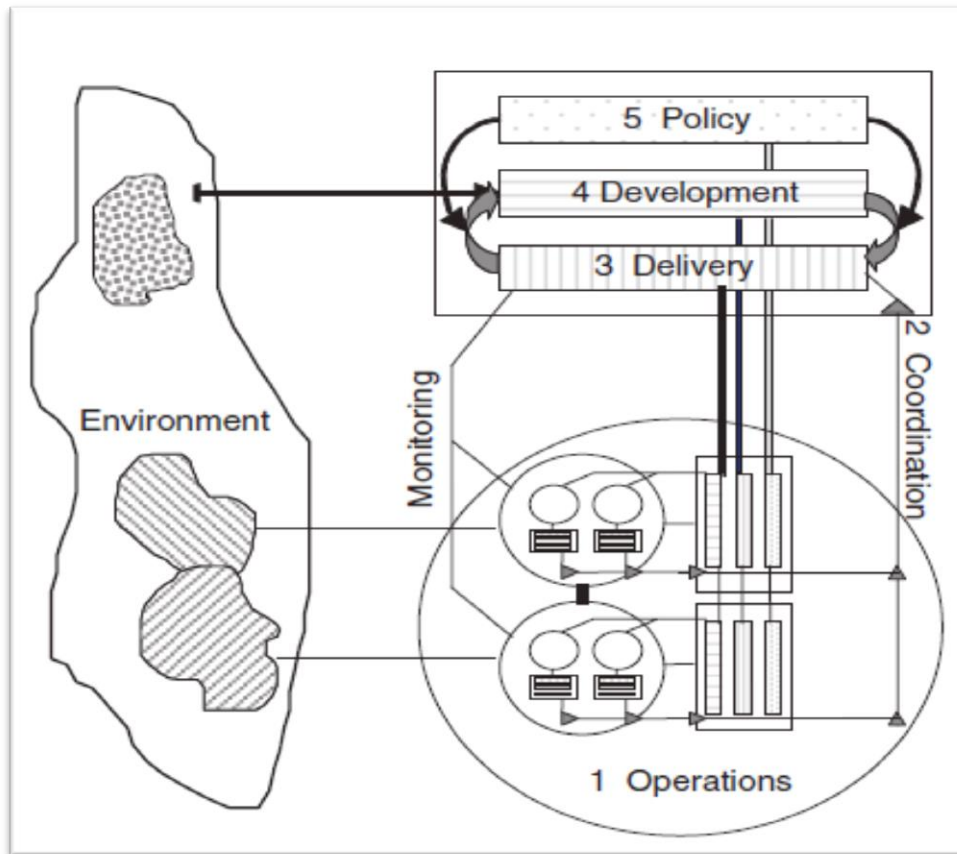 5 Policy
4 Development
3 Delivery
2 Coordination
Environment
Monitoring
1 Operations